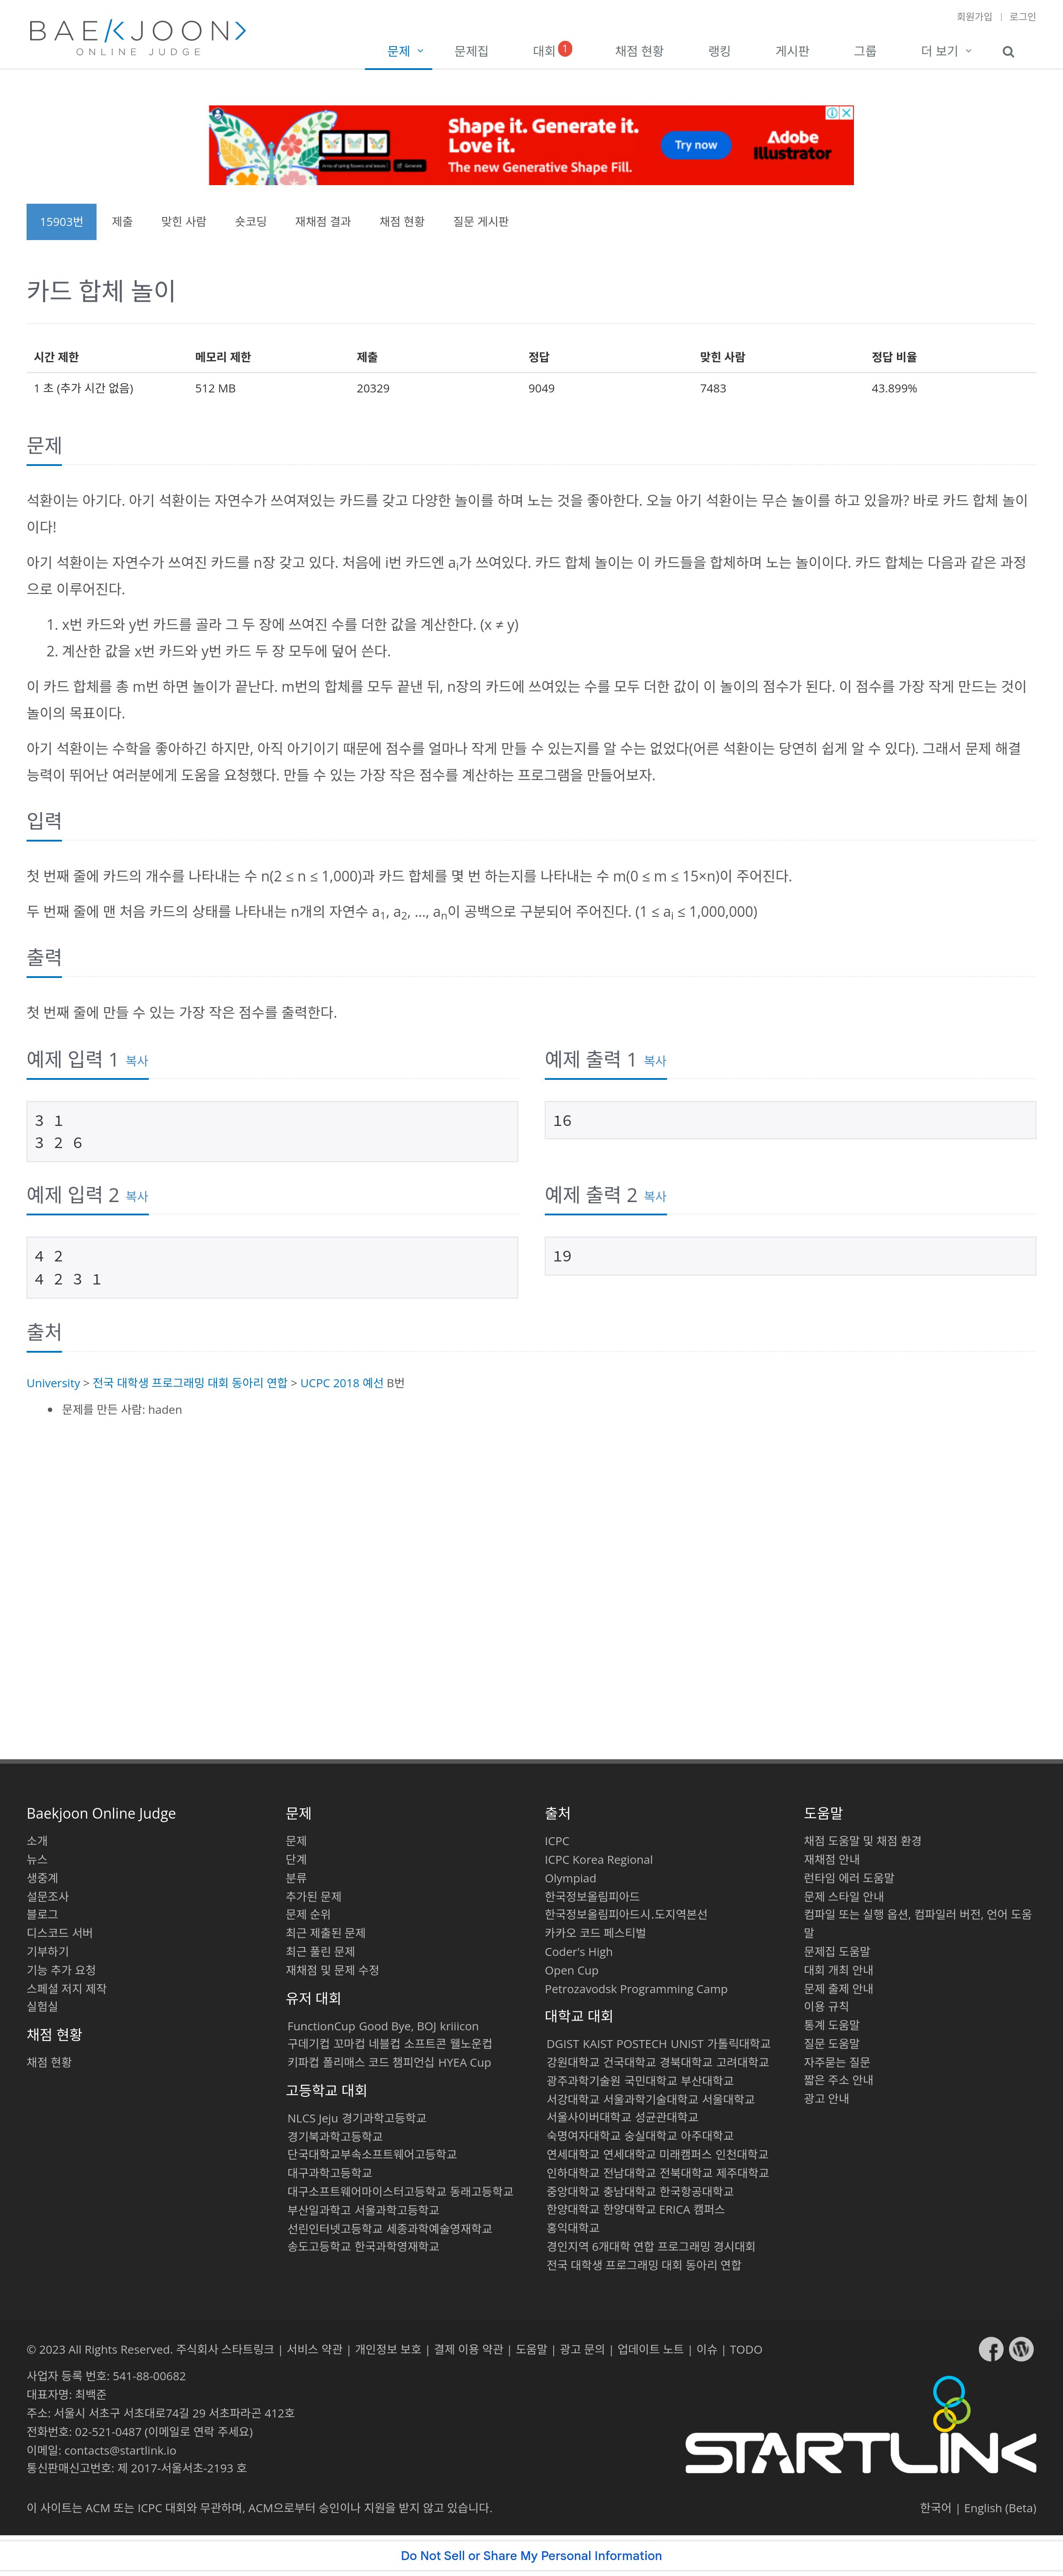 회원가입 | 로그인
BAEKJOON>
ONLINE JUDGE
문제 문제집 대회 1 채점 현황 랭킹 게시판 그룹 더 보기
Shape it. Generate it.
Love it.
The new Generative Shape Fill.
Try now
Adobe
Illustrator
15903번 제출 맞힌 사람 숏코딩 재채점 결과 채점 현황 질문 게시판
카드 합체 놀이
시간 제한 메모리 제한 제출 정답 맞힌 사람 정답 비율
1 초 (추가 시간 없음) 512 MB 20329 9049 7483 43.899%
문제
석환이는 아기다. 아기 석환이는 자연수가 쓰여져있는 카드를 갖고 다양한 놀이를 하며 노는 것을 좋아한다. 오늘 아기 석환이는 무슨 놀이를 하고 있을까? 바로 카드 합체 놀이
이다!
아기 석환이는 자연수가 쓰여진 카드를 n장 갖고 있다. 처음에 i번 카드엔 ai가 쓰여있다. 카드 합체 놀이는 이 카드들을 합체하며 노는 놀이이다. 카드 합체는 다음과 같은 과정
으로 이루어진다.
1. x번 카드와 y번 카드를 골라 그 두 장에 쓰여진 수를 더한 값을 계산한다. (x ≠ y)
2. 계산한 값을 x번 카드와 y번 카드 두 장 모두에 덮어 쓴다.
이 카드 합체를 총 m번 하면 놀이가 끝난다. m번의 합체를 모두 끝낸 뒤, n장의 카드에 쓰여있는 수를 모두 더한 값이 이 놀이의 점수가 된다. 이 점수를 가장 작게 만드는 것이
놀이의 목표이다.
아기 석환이는 수학을 좋아하긴 하지만, 아직 아기이기 때문에 점수를 얼마나 작게 만들 수 있는지를 알 수는 없었다(어른 석환이는 당연히 쉽게 알 수 있다). 그래서 문제 해결
능력이 뛰어난 여러분에게 도움을 요청했다. 만들 수 있는 가장 작은 점수를 계산하는 프로그램을 만들어보자.
입력
첫 번째 줄에 카드의 개수를 나타내는 수 n(2 ≤ n ≤ 1,000)과 카드 합체를 몇 번 하는지를 나타내는 수 m(0 ≤ m ≤ 15×n)이 주어진다.
두 번째 줄에 맨 처음 카드의 상태를 나타내는 n개의 자연수 a1, a2, ..., an이 공백으로 구분되어 주어진다. (1 ≤ ai ≤ 1,000,000)
출력
첫 번째 줄에 만들 수 있는 가장 작은 점수를 출력한다.
예제 입력 1 복사
3 1
3 2 6
예제 출력 1 복사
16
예제 입력 2 복사
4 2
4 2 3 1
예제 출력 2 복사
19
출처
University > 전국 대학생 프로그래밍 대회 동아리 연합 > UCPC 2018 예선 B번
• 문제를 만든 사람: haden
Baekjoon Online Judge
소개
뉴스
생중계
설문조사
블로그
디스코드 서버
기부하기
기능 추가 요청
스페셜 저지 제작
실험실
채점 현황
채점 현황
문제
문제
단계
분류
추가된 문제
문제 순위
최근 제출된 문제
최근 풀린 문제
재채점 및 문제 수정
유저 대회
FunctionCup Good Bye, BOJ kriiicon
구데기컵 꼬마컵 네블컵 소프트콘 웰노운컵
키파컵 폴리매스 코드 챔피언십 HYEA Cup
고등학교 대회
NLCS Jeju 경기과학고등학교
경기북과학고등학교
단국대학교부속소프트웨어고등학교
대구과학고등학교
대구소프트웨어마이스터고등학교 동래고등학교
부산일과학고 서울과학고등학교
선린인터넷고등학교 세종과학예술영재학교
송도고등학교 한국과학영재학교
출처
ICPC
ICPC Korea Regional
Olympiad
한국정보올림피아드
한국정보올림피아드시.도지역본선
카카오 코드 페스티벌
Coder's High
Open Cup
Petrozavodsk Programming Camp
대학교 대회
DGIST KAIST POSTECH UNIST 가톨릭대학교
강원대학교 건국대학교 경북대학교 고려대학교
광주과학기술원 국민대학교 부산대학교
서강대학교 서울과학기술대학교 서울대학교
서울사이버대학교 성균관대학교
숙명여자대학교 숭실대학교 아주대학교
연세대학교 연세대학교 미래캠퍼스 인천대학교
인하대학교 전남대학교 전북대학교 제주대학교
중앙대학교 충남대학교 한국항공대학교
한양대학교 한양대학교 ERICA 캠퍼스
홍익대학교
경인지역 6개대학 연합 프로그래밍 경시대회
전국 대학생 프로그래밍 대회 동아리 연합
도움말
채점 도움말 및 채점 환경
재채점 안내
런타임 에러 도움말
문제 스타일 안내
컴파일 또는 실행 옵션, 컴파일러 버전, 언어 도움
말
문제집 도움말
대회 개최 안내
문제 출제 안내
이용 규칙
통계 도움말
질문 도움말
자주묻는 질문
짧은 주소 안내
광고 안내
© 2023 All Rights Reserved. 주식회사 스타트링크 | 서비스 약관 | 개인정보 보호 | 결제 이용 약관 | 도움말 | 광고 문의 | 업데이트 노트 | 이슈 | TODO
사업자 등록 번호: 541-88-00682
대표자명: 최백준
주소: 서울시 서초구 서초대로74길 29 서초파라곤 412호
전화번호: 02-521-0487 (이메일로 연락 주세요)
이메일: contacts@startlink.io
통신판매신고번호: 제 2017-서울서초-2193 호
STARTLINK
이 사이트는 ACM 또는 ICPC 대회와 무관하며, ACM으로부터 승인이나 지원을 받지 않고 있습니다.
한국어 | English (Beta)
Do Not Sell or Share My Personal Information